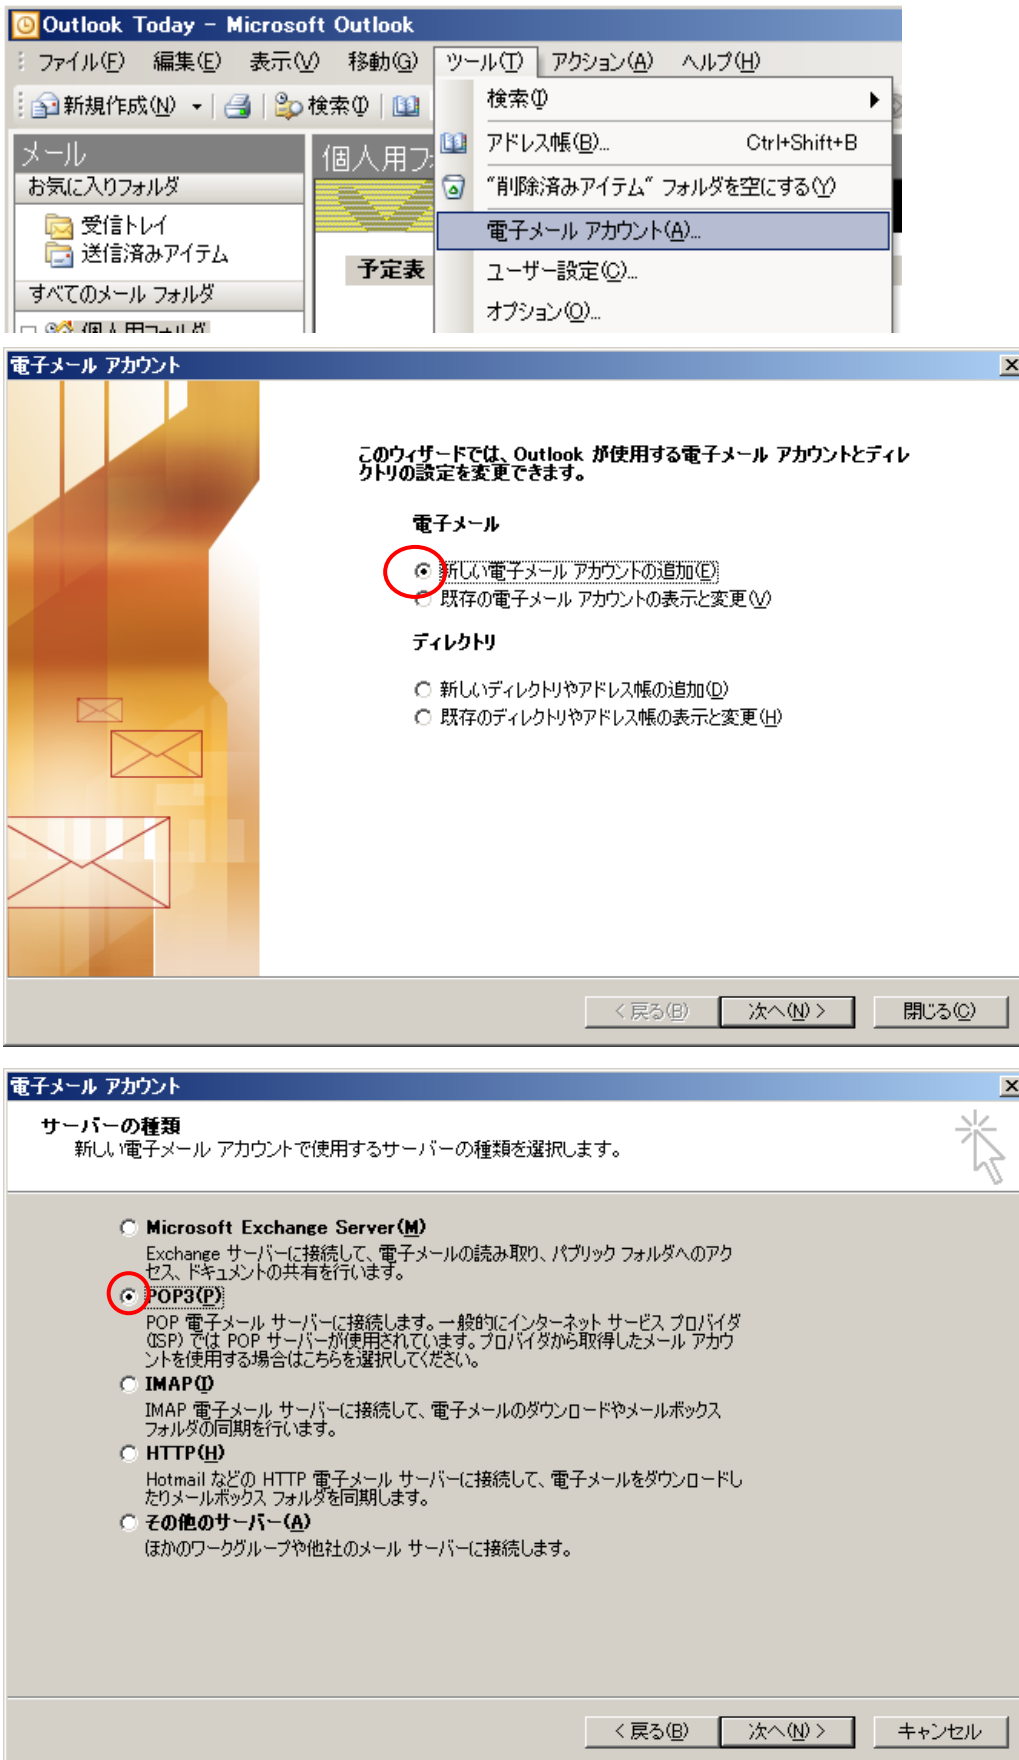 Outlook Today - Microsoft Outlook
ファイル(F) 編集(E) 表示(V) 移動(G) ツール(T) アクション(A) ヘルプ(H)
新規作成(N) 検索(I)
検索(I)
メール
個人用フ
アドレス帳(B)... Ctrl+Shift+B
お気に入りフォルダ
"削除済みアイテム" フォルダを空にする(Y)
受信トレイ
電子メール アカウント(A)...
送信済みアイテム
予定表
ユーザー設定(C)...
すべてのメール フォルダ
オプション(O)...
個人用フォルダ
電子メール アカウント
このウィザードでは、Outlook が使用する電子メール アカウントとディレ
クトリの設定を変更できます。
電子メール
新しい電子メール アカウントの追加(E)
既存の電子メール アカウントの表示と変更(V)
ディレクトリ
新しいディレクトリやアドレス帳の追加(D)
既存のディレクトリやアドレス帳の表示と変更(H)
< 戻る(B) 次へ(N) > 閉じる(C)
電子メール アカウント
サーバーの種類
新しい電子メール アカウントで使用するサーバーの種類を選択します。
Microsoft Exchange Server(M)
Exchange サーバーに接続して、電子メールの読み取り、パブリック フォルダへのアク
セス、ドキュメントの共有を行います。
POP3(P)
POP 電子メール サーバーに接続します。一般的にインターネット サービス プロバイダ
(ISP) では POP サーバーが使用されています。プロバイダから取得したメール アカウ
ントを使用する場合はこちらを選択してください。
IMAP(I)
IMAP 電子メール サーバーに接続して、電子メールのダウンロードやメールボックス
フォルダの同期を行います。
HTTP(H)
Hotmail などの HTTP 電子メール サーバーに接続して、電子メールをダウンロードし
たりメールボックス フォルダを同期します。
その他のサーバー(A)
ほかのワークグループや他社のメール サーバーに接続します。
< 戻る(B) 次へ(N) > キャンセル